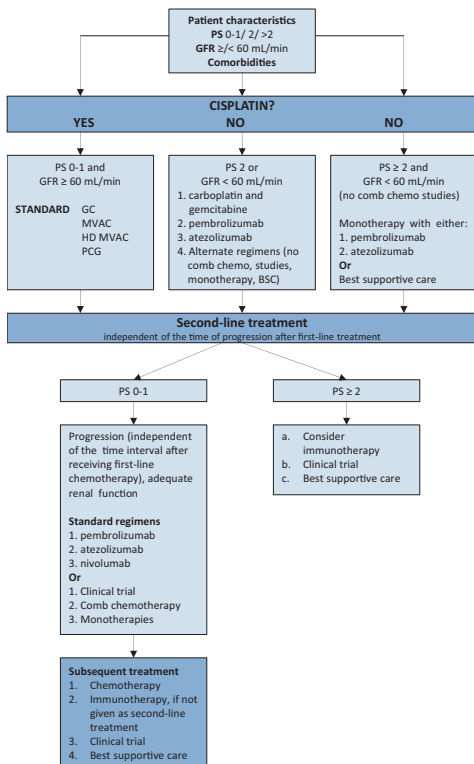 Patient characteristics
PS 0-1/ 2/ >2
GFR ≥/< 60 mL/min
Comorbidities
CISPLATIN?
YES
NO
NO
PS 0-1 and
GFR ≥ 60 mL/min
STANDARD GC
MVAC
HD MVAC
PCG
PS 2 or
GFR < 60 mL/min
1. carboplatin and
gemcitabine
2. pembrolizumab
3. atezolizumab
4. Alternate regimens (no
comb chemo, studies,
monotherapy, BSC)
PS ≥ 2 and
GFR < 60 mL/min
(no comb chemo studies)
Monotherapy with either:
1. pembrolizumab
2. atezolizumab
Or
Best supportive care
Second-line treatment
independent of the time of progression after first-line treatment
PS 0-1
PS ≥ 2
Progression (independent
of the time interval after
receiving first-line
chemotherapy), adequate
renal function
Standard regimens
1. pembrolizumab
2. atezolizumab
3. nivolumab
Or
1. Clinical trial
2. Comb chemotherapy
3. Monotherapies
a. Consider
immunotherapy
b. Clinical trial
c. Best supportive care
Subsequent treatment
1. Chemotherapy
2. Immunotherapy, if not
given as second-line
treatment
3. Clinical trial
4. Best supportive care